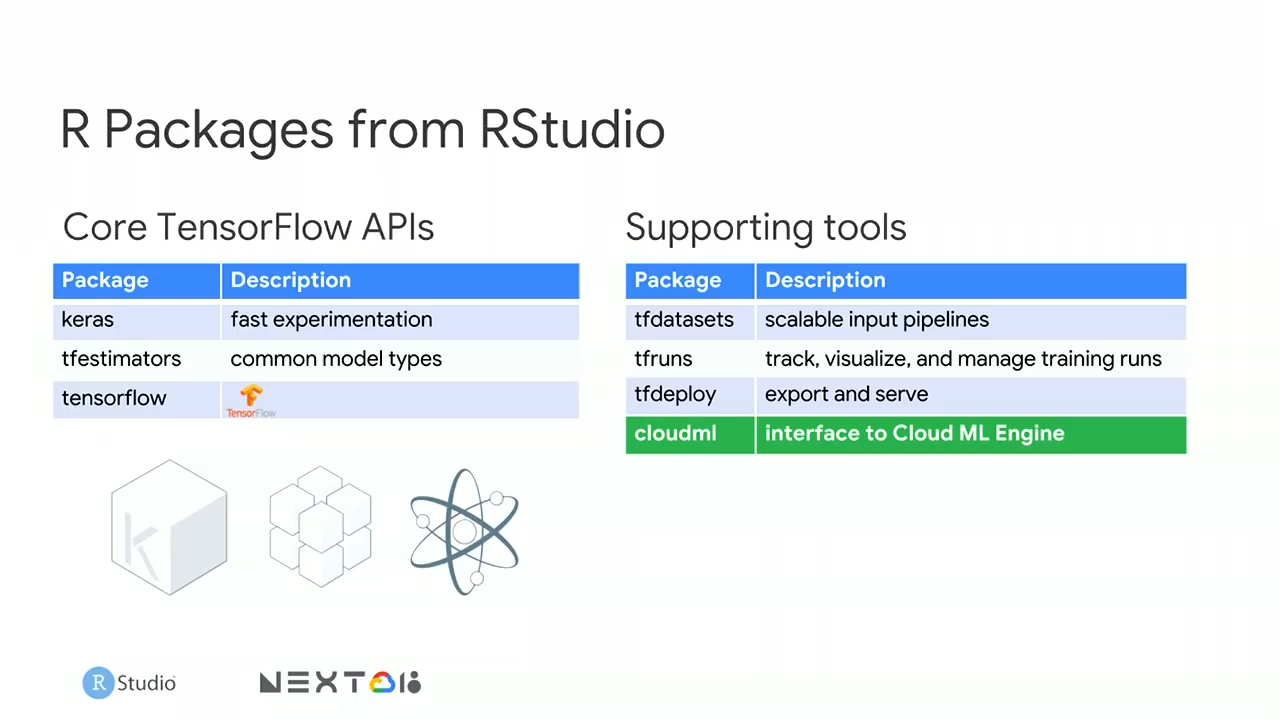 R Packages from RStudio
Core TensorFlow APIs
Package Description
keras fast experimentation
tfestimators common model types
tensorflow TensorFlow
Supporting tools
Package Description
tfdatasets scalable input pipelines
tfruns track, visualize, and manage training runs
tfdeploy export and serve
cloudml interface to Cloud ML Engine
k
R Studio
NEXT 18